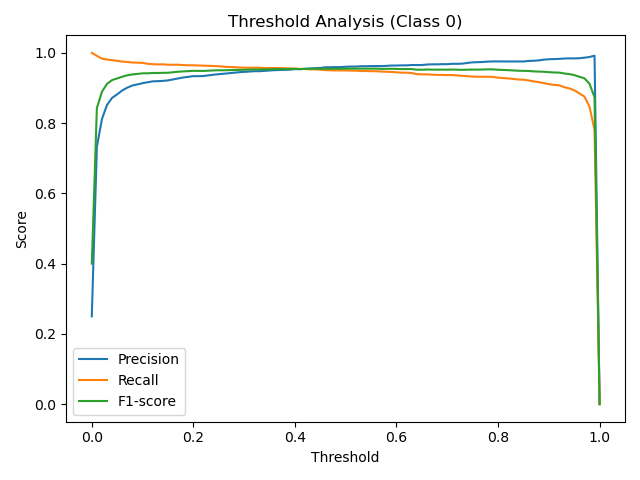 Threshold Analysis (Class 0)
1.0
0.8
0.6
0.4
0.2
0.0
Score
Precision
Recall
F1-score
0.0 0.2 0.4 0.6 0.8 1.0
Threshold